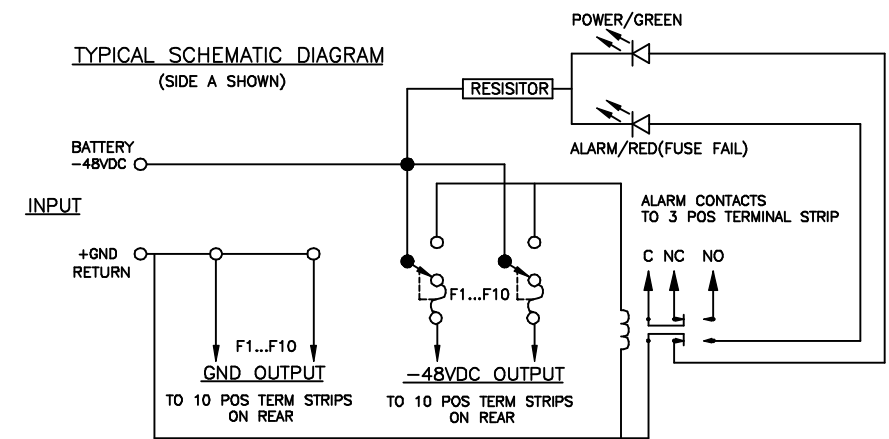 POWER/GREEN
TYPICAL SCHEMATIC DIAGRAM
(SIDE A SHOWN)
RESISITOR
ALARM/RED(FUSE FAIL)
BATTERY
-48VDC
INPUT
ALARM CONTACTS
TO 3 POS TERMINAL STRIP
+GND
RETURN
C NC NO
F1...F10
F1...F10
GND OUTPUT
-48VDC OUTPUT
TO 10 POS TERM STRIPS
ON REAR
TO 10 POS TERM STRIPS
ON REAR